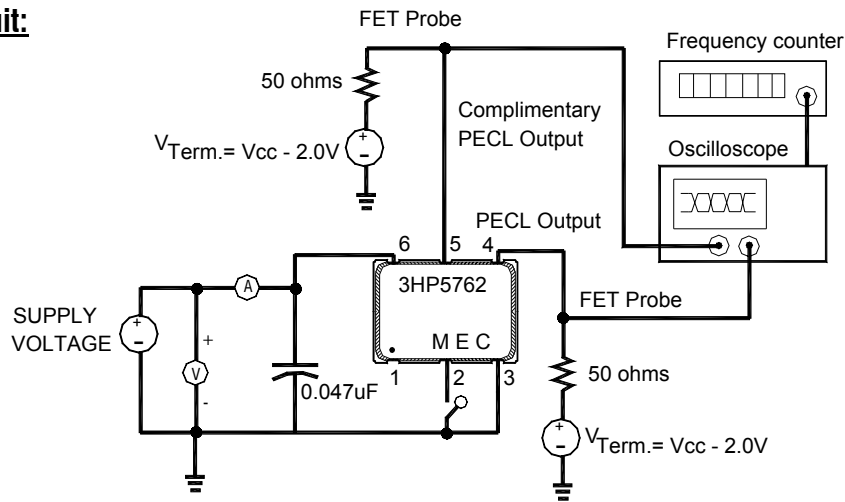 uit:
FET Probe
Frequency counter
50 ohms
Complimentary
PECL Output
VTerm.= Vcc - 2.0V
Oscilloscope
PECL Output
6 5 4
3HP5762
A
FET Probe
SUPPLY
VOLTAGE
+
-
+
V
-
M E C
1 2 3
0.047uF
50 ohms
VTerm.= Vcc - 2.0V